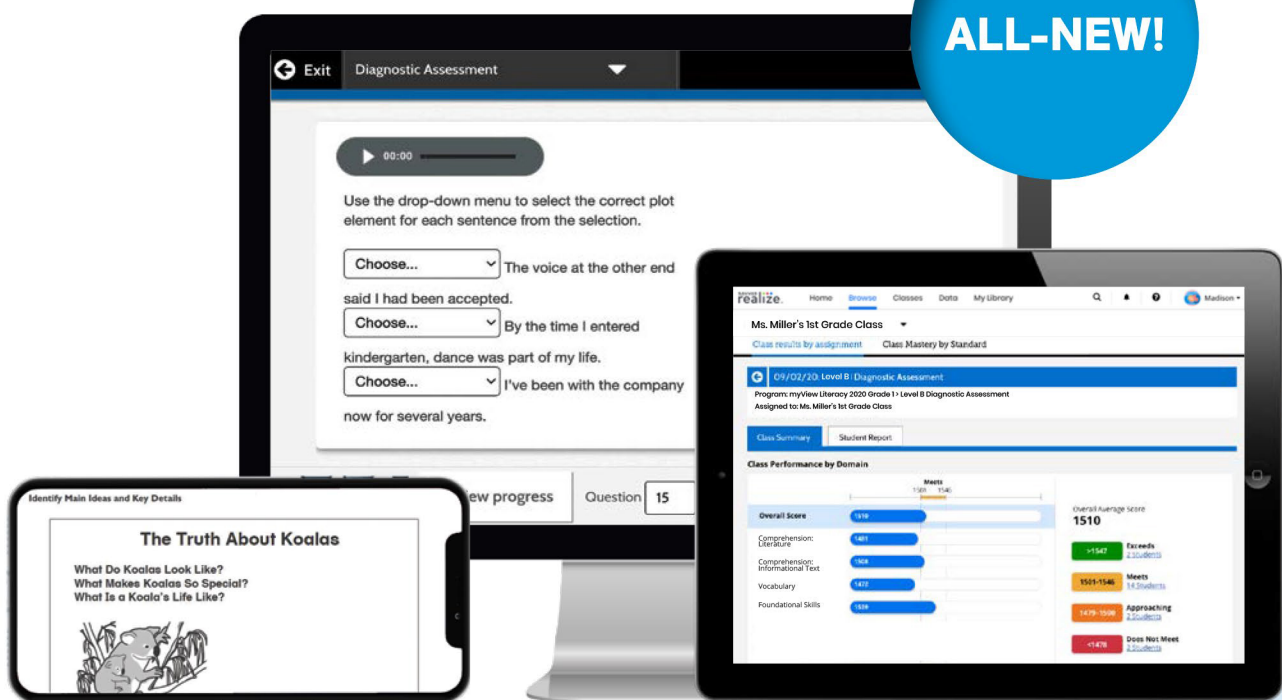 ALL-NEW!
Exit
Diagnostic Assessment
00:00
Use the drop-down menu to select the correct plot
element for each sentence from the selection.
Choose... The voice at the other end
said I had been accepted.
Choose... By the time I entered
kindergarten, dance was part of my life.
Choose... I've been with the company
now for several years.
ew progress
Question 15
Identify Main Ideas and Key Details
The Truth About Koalas
What Do Koalas Look Like?
What Makes Koalas So Special?
What Is a Koala's Life Like?
realize.
Home Browse Classes Data My Library
Madison
Ms. Miller's 1st Grade Class
Class results by assignment Class Mastery by Standard
09/02/20: Level B: Diagnostic Assessment
Program: myView Literacy 2020 Grade 1 > Level B Diagnostic Assessment
Assigned to: Ms. Miller's 1st Grade Class
Class Summary Student Report
Class Performance by Domain
Meets
1501 1546
Overall Score 1510
Comprehension:
Literature
1481
Comprehension:
Informational Text
1508
Vocabulary 1472
Foundational Skills
Overall Average Score
1510
>1547 Exceeds
2 Students
1501-1546 Meets
14 Students
1479-1500 Approaching
2 Students
<1478 Does Not Meet
2 Students